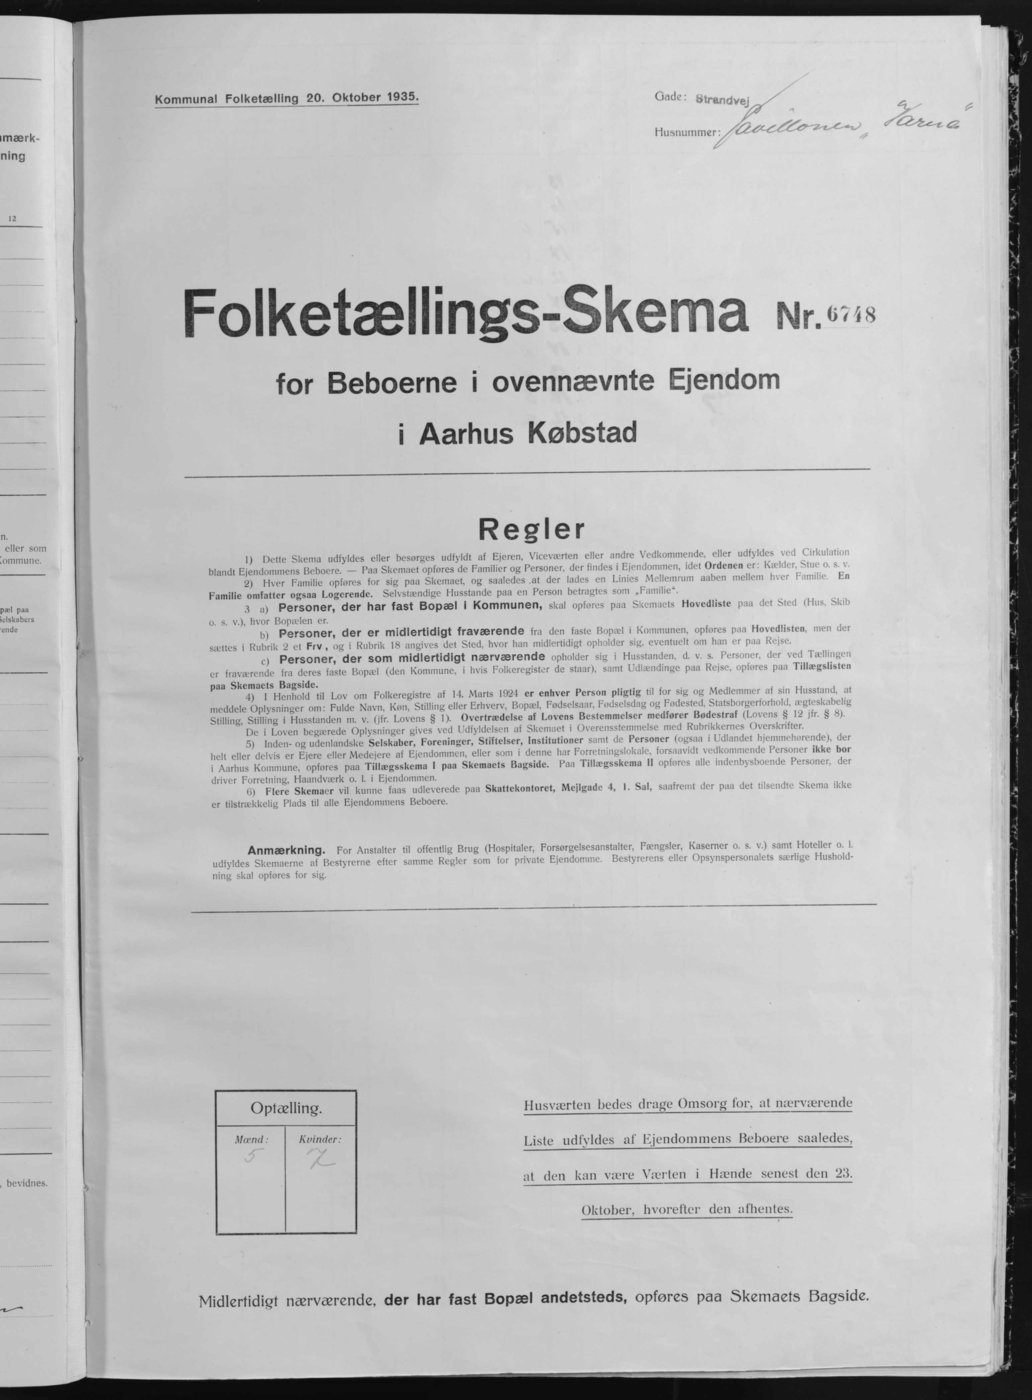 mærk-
ning
12
n.
eller som
Kommune.
pæl paa
Selskabers
ende
, bevidnes.
Kommunal Folketælling 20. Oktober 1935.
Gade: Strandvej
Husnummer: Pavillonen „Varna"
Folketællings-Skema Nr. 6748
for Beboerne i ovennævnte Ejendom
i Aarhus Købstad
Regler
1) Dette Skema udfyldes eller besørges udfyldt af Ejeren, Viceværten eller andre Vedkommende, eller udfyldes ved Cirkulation
blandt Ejendommens Beboere. — Paa Skemaet opføres de Familier og Personer, der findes i Ejendommen, idet Ordenen er: Kælder, Stue o. s. v.
2) Hver Familie opføres for sig paa Skemaet, og saaledes at der lades en Linies Mellemrum aaben mellem hver Familie. En
Familie omfatter ogsaa Logerende. Selvstændige Husstande paa en Person betragtes som „Familie".
3 a) Personer, der har fast Bopæl i Kommunen, skal opføres paa Skemaets Hovedliste paa det Sted (Hus, Skib
o. s. v.), hvor Bopælen er.
b) Personer, der er midlertidigt fraværende fra den faste Bopæl i Kommunen, opføres paa Hovedlisten, men der
sættes i Rubrik 2 et Frv, og i Rubrik 18 angives det Sted, hvor han midlertidigt opholder sig, eventuelt om han er paa Rejse.
c) Personer, der som midlertidigt nærværende opholder sig i Husstanden, d. v. s. Personer, der ved Tællingen
er fraværende fra deres faste Bopæl (den Kommune, i hvis Folkeregister de staar), samt Udlændinge paa Rejse, opføres paa Tillægslisten
paa Skemaets Bagside.
4) I Henhold til Lov om Folkeregistre af 14. Marts 1924 er enhver Person pligtig til for sig og Medlemmer af sin Husstand, at
meddele Oplysninger om: Fulde Navn, Køn, Stilling eller Erhverv, Bopæl, Fødselsaar, Fødselsdag og Fødested, Statsborgerforhold, ægteskabelig
Stilling, Stilling i Husstanden m. v. (jfr. Lovens § 1). Overtrædelse af Lovens Bestemmelser medfører Bødestraf (Lovens § 12 jfr. § 8).
De i Loven begærede Oplysninger gives ved Udfyldelsen af Skemaet i Overensstemmelse med Rubrikkernes Overskrifter.
5) Inden- og udenlandske Selskaber, Foreninger, Stiftelser, Institutioner samt de Personer (ogsaa i Udlandet hjemmehørende), der
helt eller delvis er Ejere eller Medejere af Ejendommen, eller som i denne har Forretningslokale, forsaavidt vedkommende Personer ikke bor
i Aarhus Kommune, opføres paa Tillægsskema I paa Skemaets Bagside. Paa Tillægsskema II opføres alle indenbysboende Personer, der
driver Forretning, Haandværk o. l. i Ejendommen.
6) Flere Skemaer vil kunne faas udleverede paa Skattekontoret, Mejlgade 4, 1. Sal, saafremt der paa det tilsendte Skema ikke
er tilstrækkelig Plads til alle Ejendommens Beboere.
Anmærkning. For Anstalter til offentlig Brug (Hospitaler, Forsørgelsesanstalter, Fængsler, Kaserner o. s. v.) samt Hoteller o. l.
udfyldes Skemaerne af Bestyrerne efter samme Regler som for private Ejendomme. Bestyrerens eller Opsynspersonalets særlige Hushold-
ning skal opføres for sig.
Optælling.
Mænd: Kvinder:
5 7
Husværten bedes drage Omsorg for, at nærværende
Liste udfyldes af Ejendommens Beboere saaledes,
at den kan være Værten i Hænde senest den 23.
Oktober, hvorefter den afhentes.
Midlertidigt nærværende, der har fast Bopæl andetsteds, opføres paa Skemaets Bagside.